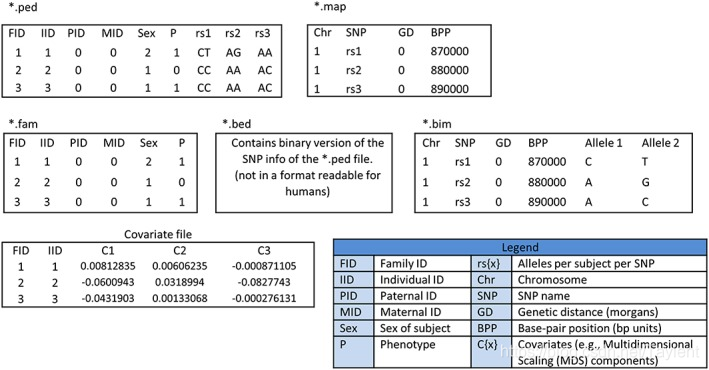 *.ped
FID IID PID MID Sex P rs1 rs2 rs3
1 1 0 0 2 1 CT AG AA
2 2 0 0 1 0 CC AA AC
3 3 0 0 1 1 CC AA AC
*.map
Chr SNP GD BPP
1 rs1 0 870000
1 rs2 0 880000
1 rs3 0 890000
*.fam
FID IID PID MID Sex P
1 1 0 0 2 1
2 2 0 0 1 0
3 3 0 0 1 1
*.bed
Contains binary version of the
SNP info of the *.ped file.
(not in a format readable for
humans)
*.bim
Chr SNP GD BPP Allele 1 Allele 2
1 rs1 0 870000 C T
1 rs2 0 880000 A G
1 rs3 0 890000 A C
Covariate file
FID IID C1 C2 C3
1 1 0.00812835 0.00606235 -0.000871105
2 2 -0.0600943 0.0318994 -0.0827743
3 3 -0.0431903 0.00133068 -0.000276131
Legend
FID Family ID rs{x} Alleles per subject per SNP
IID Individual ID Chr Chromosome
PID Paternal ID SNP SNP name
MID Maternal ID GD Genetic distance (morgans)
Sex Sex of subject BPP Base-pair position (bp units)
P Phenotype C{x} Covariates (e.g., Multidimensional
Scaling (MDS) components)